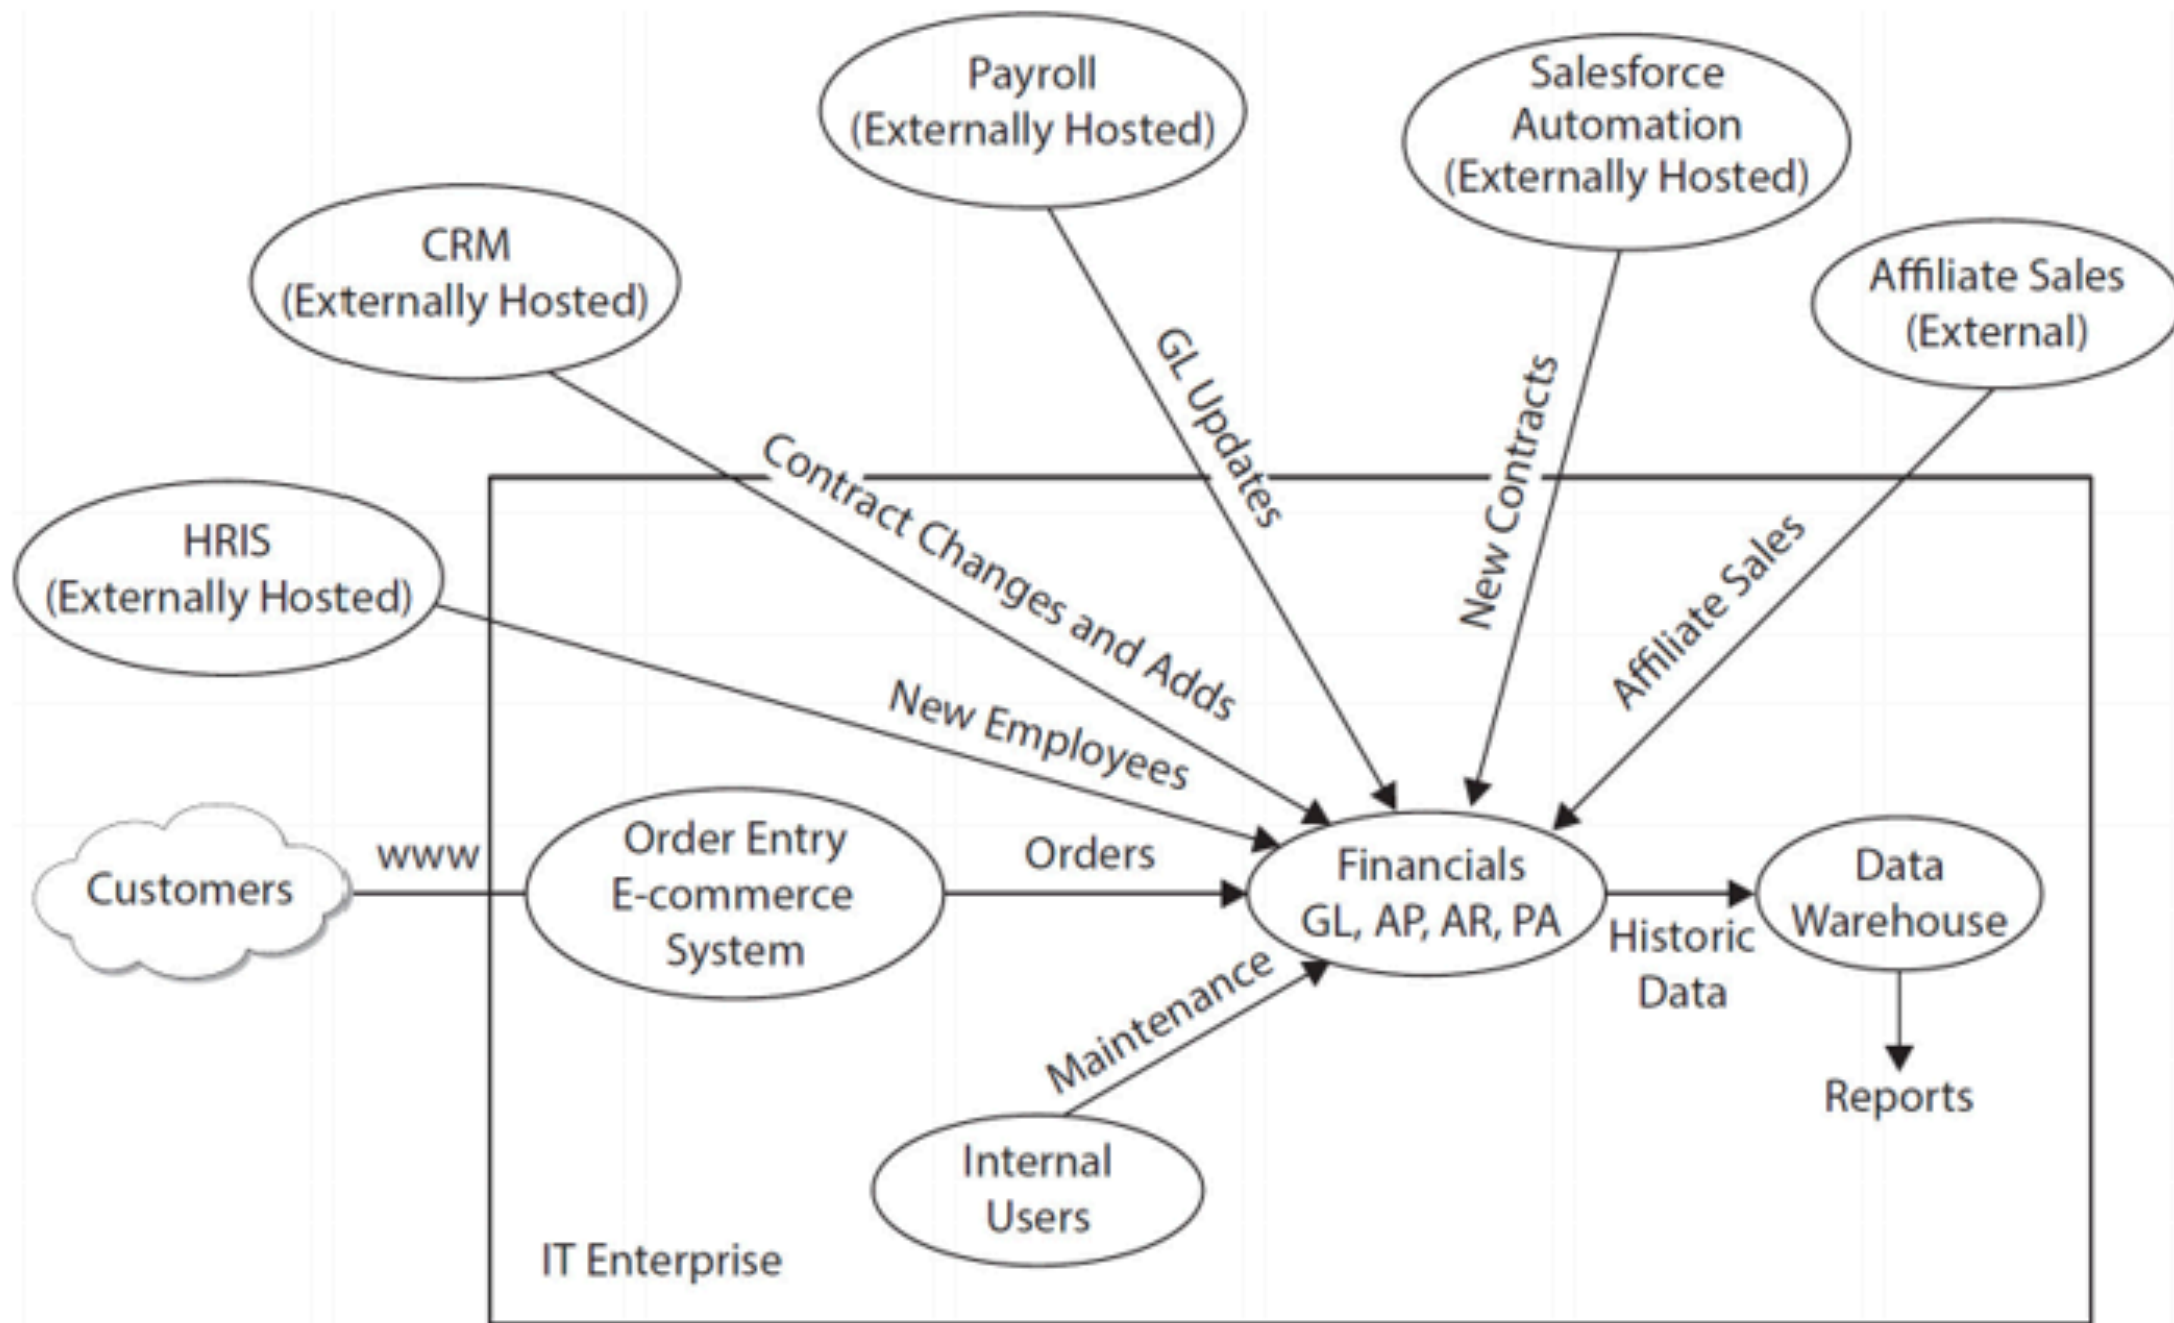 Payroll
(Externally Hosted)
Salesforce
Automation
(Externally Hosted)
CRM
(Externally Hosted)
Affiliate Sales
(External)
HRIS
(Externally Hosted)
GL Updates
New Contracts
Contract Changes and Adds
Affiliate Sales
New Employees
Customers
www
Order Entry
E-commerce
System
Orders
Financials
GL, AP, AR, PA
Historic
Data
Data
Warehouse
Maintenance
Reports
Internal
Users
IT Enterprise